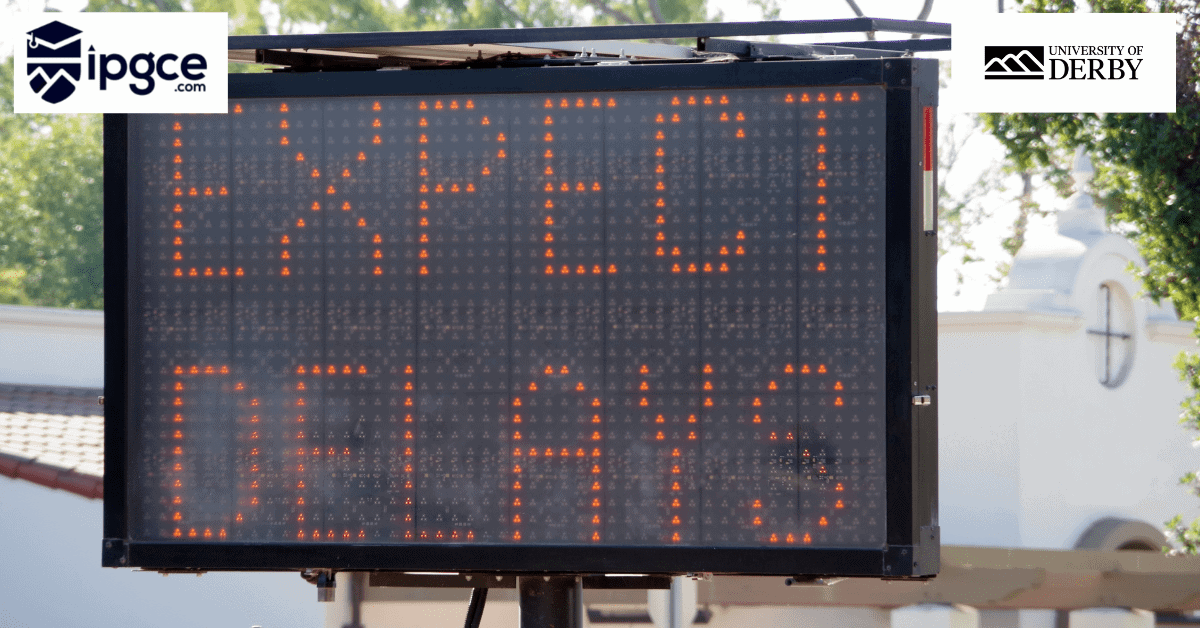 ipgce
.com
UNIVERSITY OF
DERBY
EXPECT
DELAYS